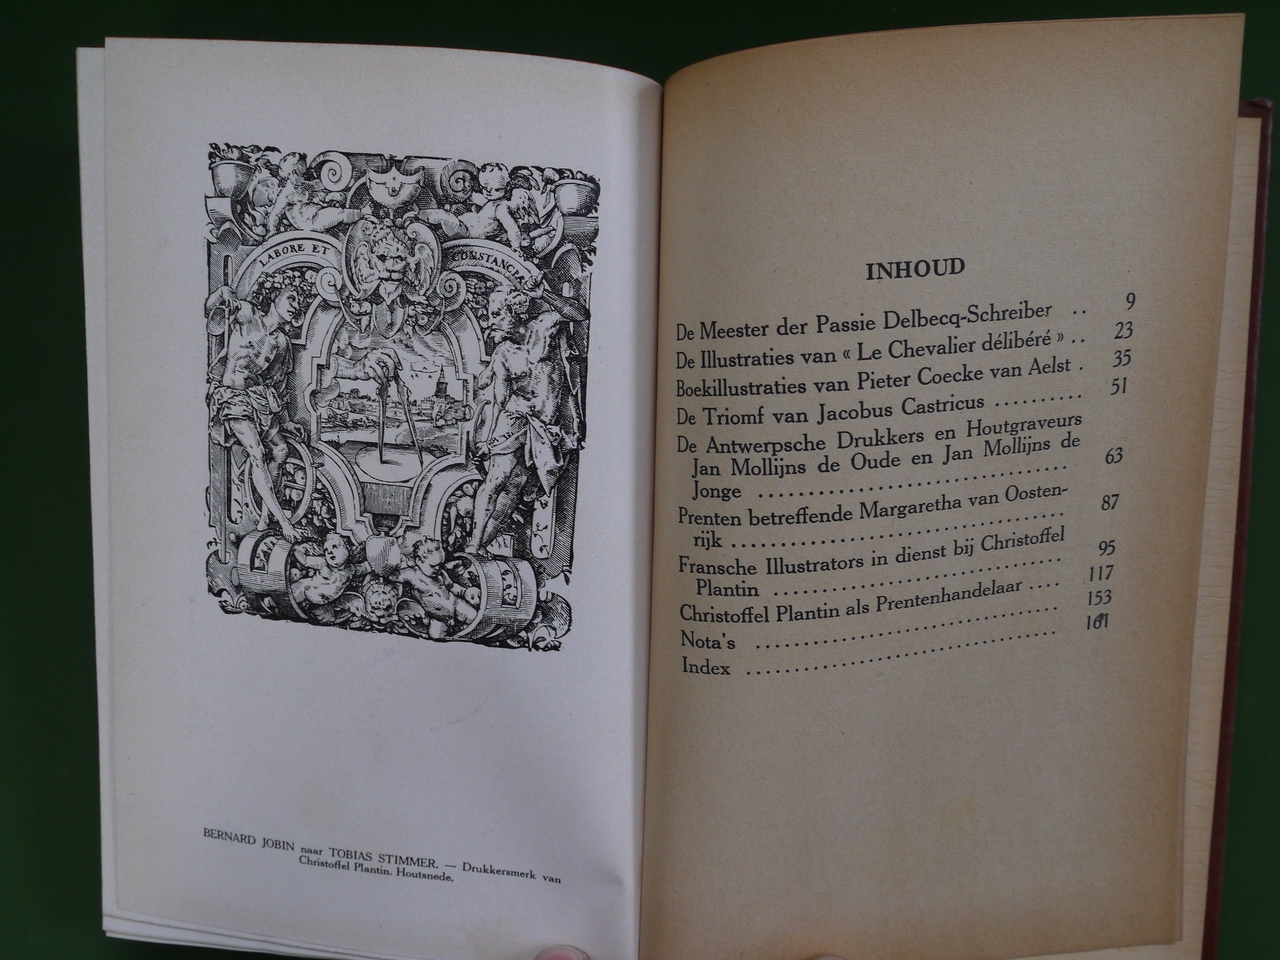 LABORE ET
CONSTANCIA
BERNARD JOBIN naar TOBIAS STIMMER. — Drukkersmerk van
Christoffel Plantin. Houtsnede.
INHOUD
De Meester der Passie Delbecq-Schreiber .. 9
De Illustraties van « Le Chevalier délibéré » .. 23
Boekillustraties van Pieter Coecke van Aelst . 35
De Triomf van Jacobus Castricus .......... 51
De Antwerpsche Drukkers en Houtgraveurs
Jan Mollijns de Oude en Jan Mollijns de
Jonge .............................. 63
Prenten betreffende Margaretha van Oosten-
rijk ................................ 87
Fransche Illustrators in dienst bij Christoffel
Plantin ............................ 95
Christoffel Plantin als Prentenhandelaar .... 117
Nota's .............................. 153
Index .............................. 161